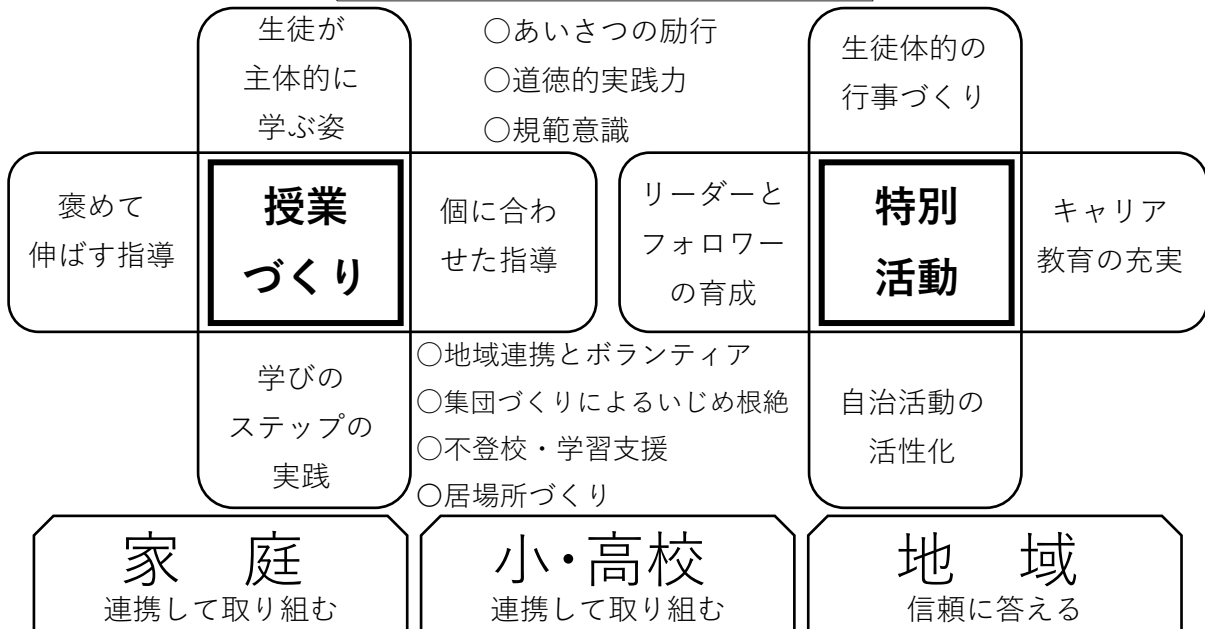 生徒が
主体的に
学ぶ姿
○あいさつの励行
○道徳的実践力
○規範意識
生徒体的の
行事づくり
褒めて
伸ばす指導
授業
づくり
個に合わ
せた指導
リーダーと
フォロワー
の育成
特別
活動
キャリア
教育の充実
学びの
ステップの
実践
○地域連携とボランティア
○集団づくりによるいじめ根絶
○不登校・学習支援
○居場所づくり
自治活動の
活性化
家 庭
連携して取り組む
小・高校
連携して取り組む
地 域
信頼に答える